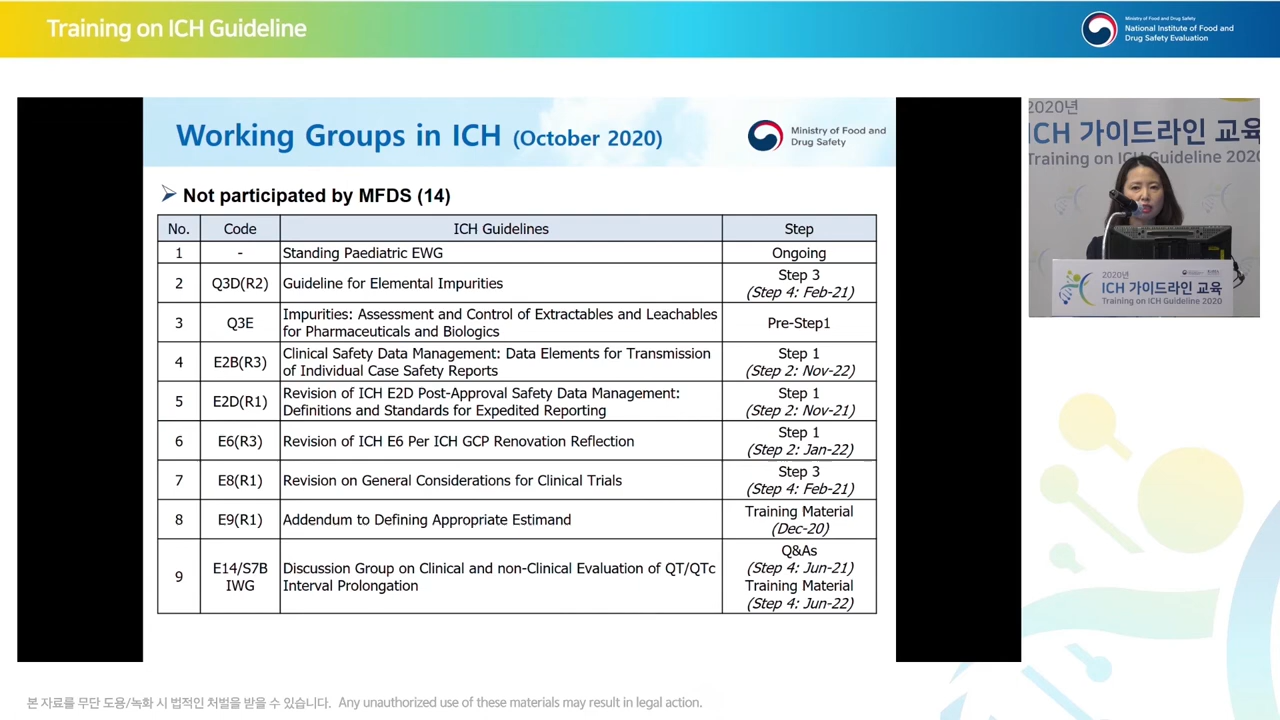 Training on ICH Guideline
Ministry of Food and Drug Safety
National Institute of Food and
Drug Safety Evaluation
Working Groups in ICH (October 2020)
Ministry of Food and
Drug Safety
Not participated by MFDS (14)
No. Code ICH Guidelines Step
1 - Standing Paediatric EWG Ongoing
2 Q3D(R2) Guideline for Elemental Impurities Step 3
(Step 4: Feb-21)
3 Q3E Impurities: Assessment and Control of Extractables and Leachables
for Pharmaceuticals and Biologics Pre-Step1
4 E2B(R3) Clinical Safety Data Management: Data Elements for Transmission
of Individual Case Safety Reports Step 1
(Step 2: Nov-22)
5 E2D(R1) Revision of ICH E2D Post-Approval Safety Data Management:
Definitions and Standards for Expedited Reporting Step 1
(Step 2: Nov-21)
6 E6(R3) Revision of ICH E6 Per ICH GCP Renovation Reflection Step 1
(Step 2: Jan-22)
7 E8(R1) Revision on General Considerations for Clinical Trials Step 3
(Step 4: Feb-21)
8 E9(R1) Addendum to Defining Appropriate Estimand Training Material
(Dec-20)
9 E14/S7B
IWG Discussion Group on Clinical and non-Clinical Evaluation of QT/QTc
Interval Prolongation Q&As
(Step 4: Jun-21)
Training Material
(Step 4: Jun-22)
2020년
ICH 가이드라인 교육
Training on ICH Guideline 2020
2020년
ICH 가이드라인 교육
Training on ICH Guideline 2020
본 자료를 무단 도용/녹화 시 법적인 처벌을 받을 수 있습니다. Any unauthorized use of these materials may result in legal action.